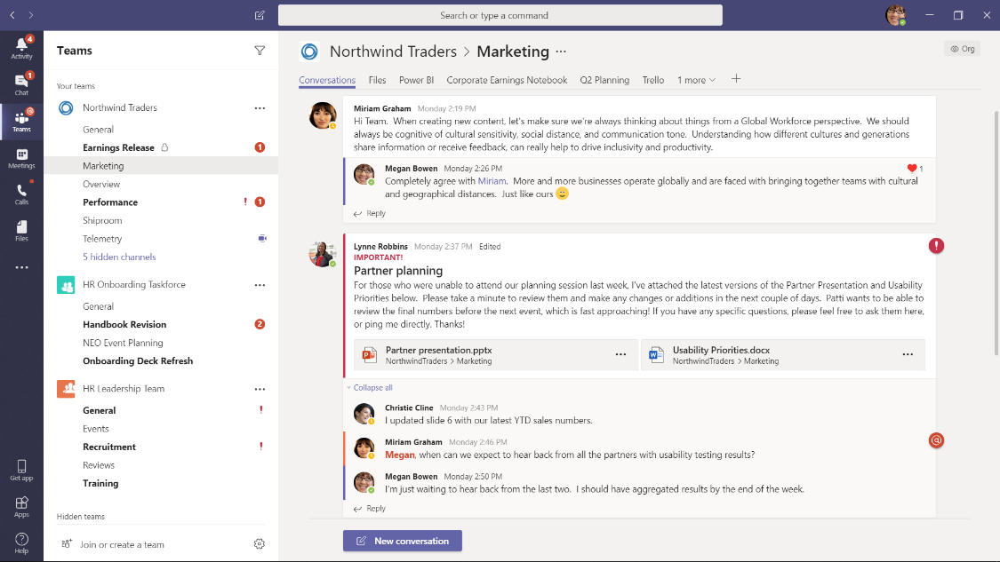 Search or type a command
4
Activity
1
Chat
Teams
Meetings
Calls
Files
Get app
Apps
Help
Teams
Your teams
Northwind Traders
General
Earnings Release 1
Marketing
Overview
Performance ! 1
Shiproom
Telemetry
5 hidden channels
HR Onboarding Taskforce
General
Handbook Revision 2
NEO Event Planning
Onboarding Deck Refresh
HR Leadership Team
General !
Events
Recruitment !
Reviews
Training
Hidden teams
Join or create a team
Northwind Traders > Marketing ···
Org
Conversations Files Power BI Corporate Earnings Notebook Q2 Planning Trello 1 more +
Miriam Graham Monday 2:19 PM
Hi Team. When creating new content, let's make sure we're always thinking about things from a Global Workforce perspective. We should
always be cognitive of cultural sensitivity, social distance, and communication tone. Understanding how different cultures and generations
share information or receive feedback, can really help to drive inclusivity and productivity.
Megan Bowen Monday 2:26 PM 1
Completely agree with Miriam. More and more businesses operate globally and are faced with bringing together teams with cultural
and geographical distances. Just like ours
Reply
Lynne Robbins Monday 2:37 PM Edited
IMPORTANT!
Partner planning
For those who were unable to attend our planning session last week, I've attached the latest versions of the Partner Presentation and Usability
Priorities below. Please take a minute to review them and make any changes or additions in the next couple of days. Patti wants to be able to
review the final numbers before the next event, which is fast approaching! If you have any specific questions, please feel free to ask them here,
or ping me directly. Thanks!
Partner presentation.pptx
NorthwindTraders > Marketing
Usability Priorities.docx
NorthwindTraders > Marketing
Collapse all
Christie Cline Monday 2:43 PM
I updated slide 6 with our latest YTD sales numbers.
Miriam Graham Monday 2:46 PM
Megan, when can we expect to hear back from all the partners with usability testing results?
Megan Bowen Monday 2:50 PM
I'm just waiting to hear back from the last two. I should have aggregated results by the end of the week.
Reply
New conversation